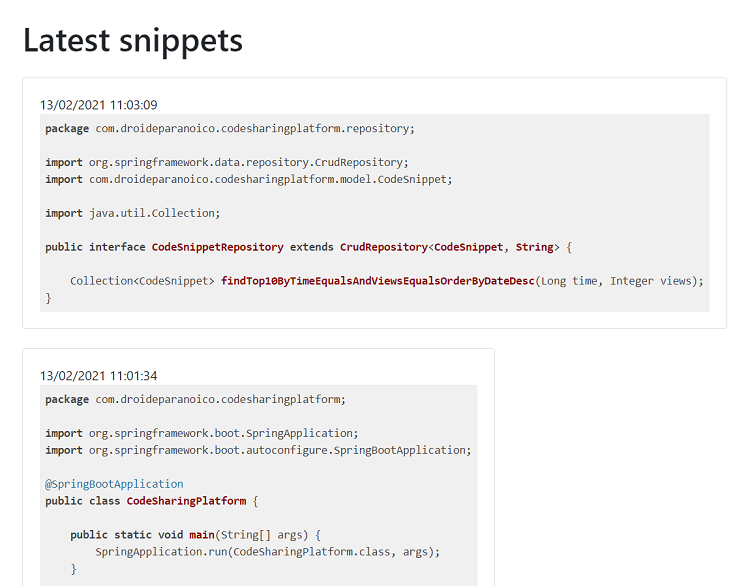 Latest snippets
13/02/2021 11:03:09
package com.droideparanoico.codesharingplatform.repository;
import org.springframework.data.repository.CrudRepository;
import com.droideparanoico.codesharingplatform.model.CodeSnippet;
import java.util.Collection;
public interface CodeSnippetRepository extends CrudRepository<CodeSnippet, String> {
Collection<CodeSnippet> findTop10ByTimeEqualsAndViewsEqualsOrderByDateDesc(Long time, Integer views);
}
13/02/2021 11:01:34
package com.droideparanoico.codesharingplatform;
import org.springframework.boot.SpringApplication;
import org.springframework.boot.autoconfigure.SpringBootApplication;
@SpringBootApplication
public class CodeSharingPlatform {
public static void main(String[] args) {
SpringApplication.run(CodeSharingPlatform.class, args);
}